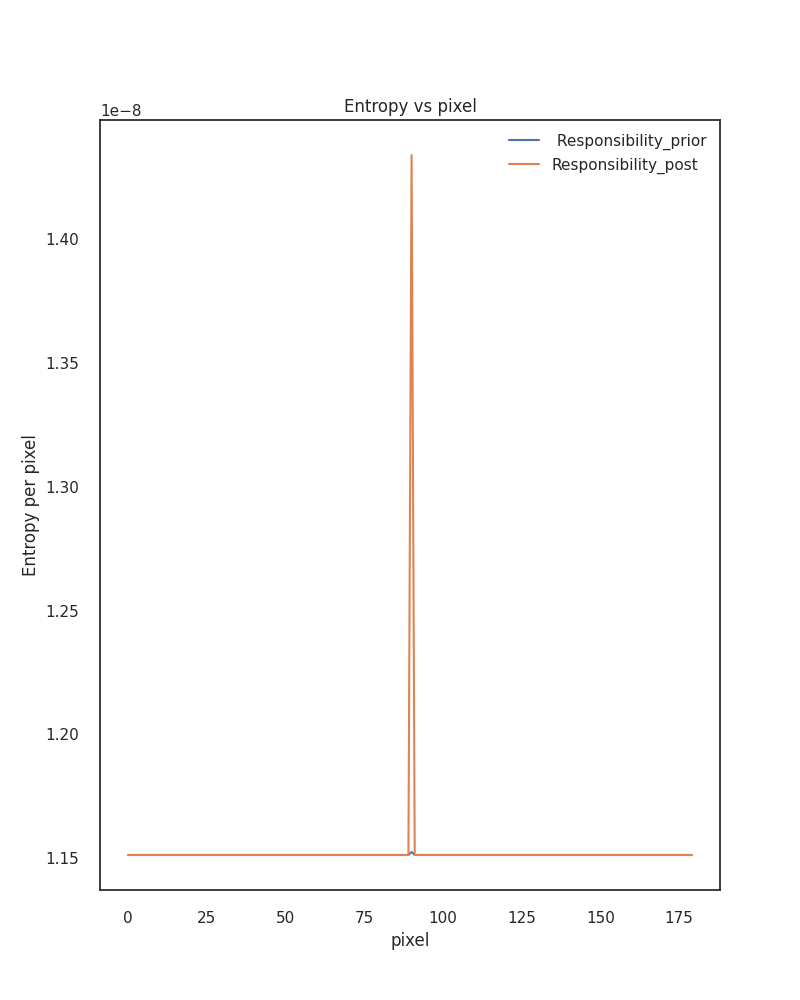 Entropy vs pixel
1e−8
Responsibility_prior
Responsibility_post
1.40
1.35
1.30
1.25
1.20
1.15
Entropy per pixel
0 25 50 75 100 125 150 175
pixel